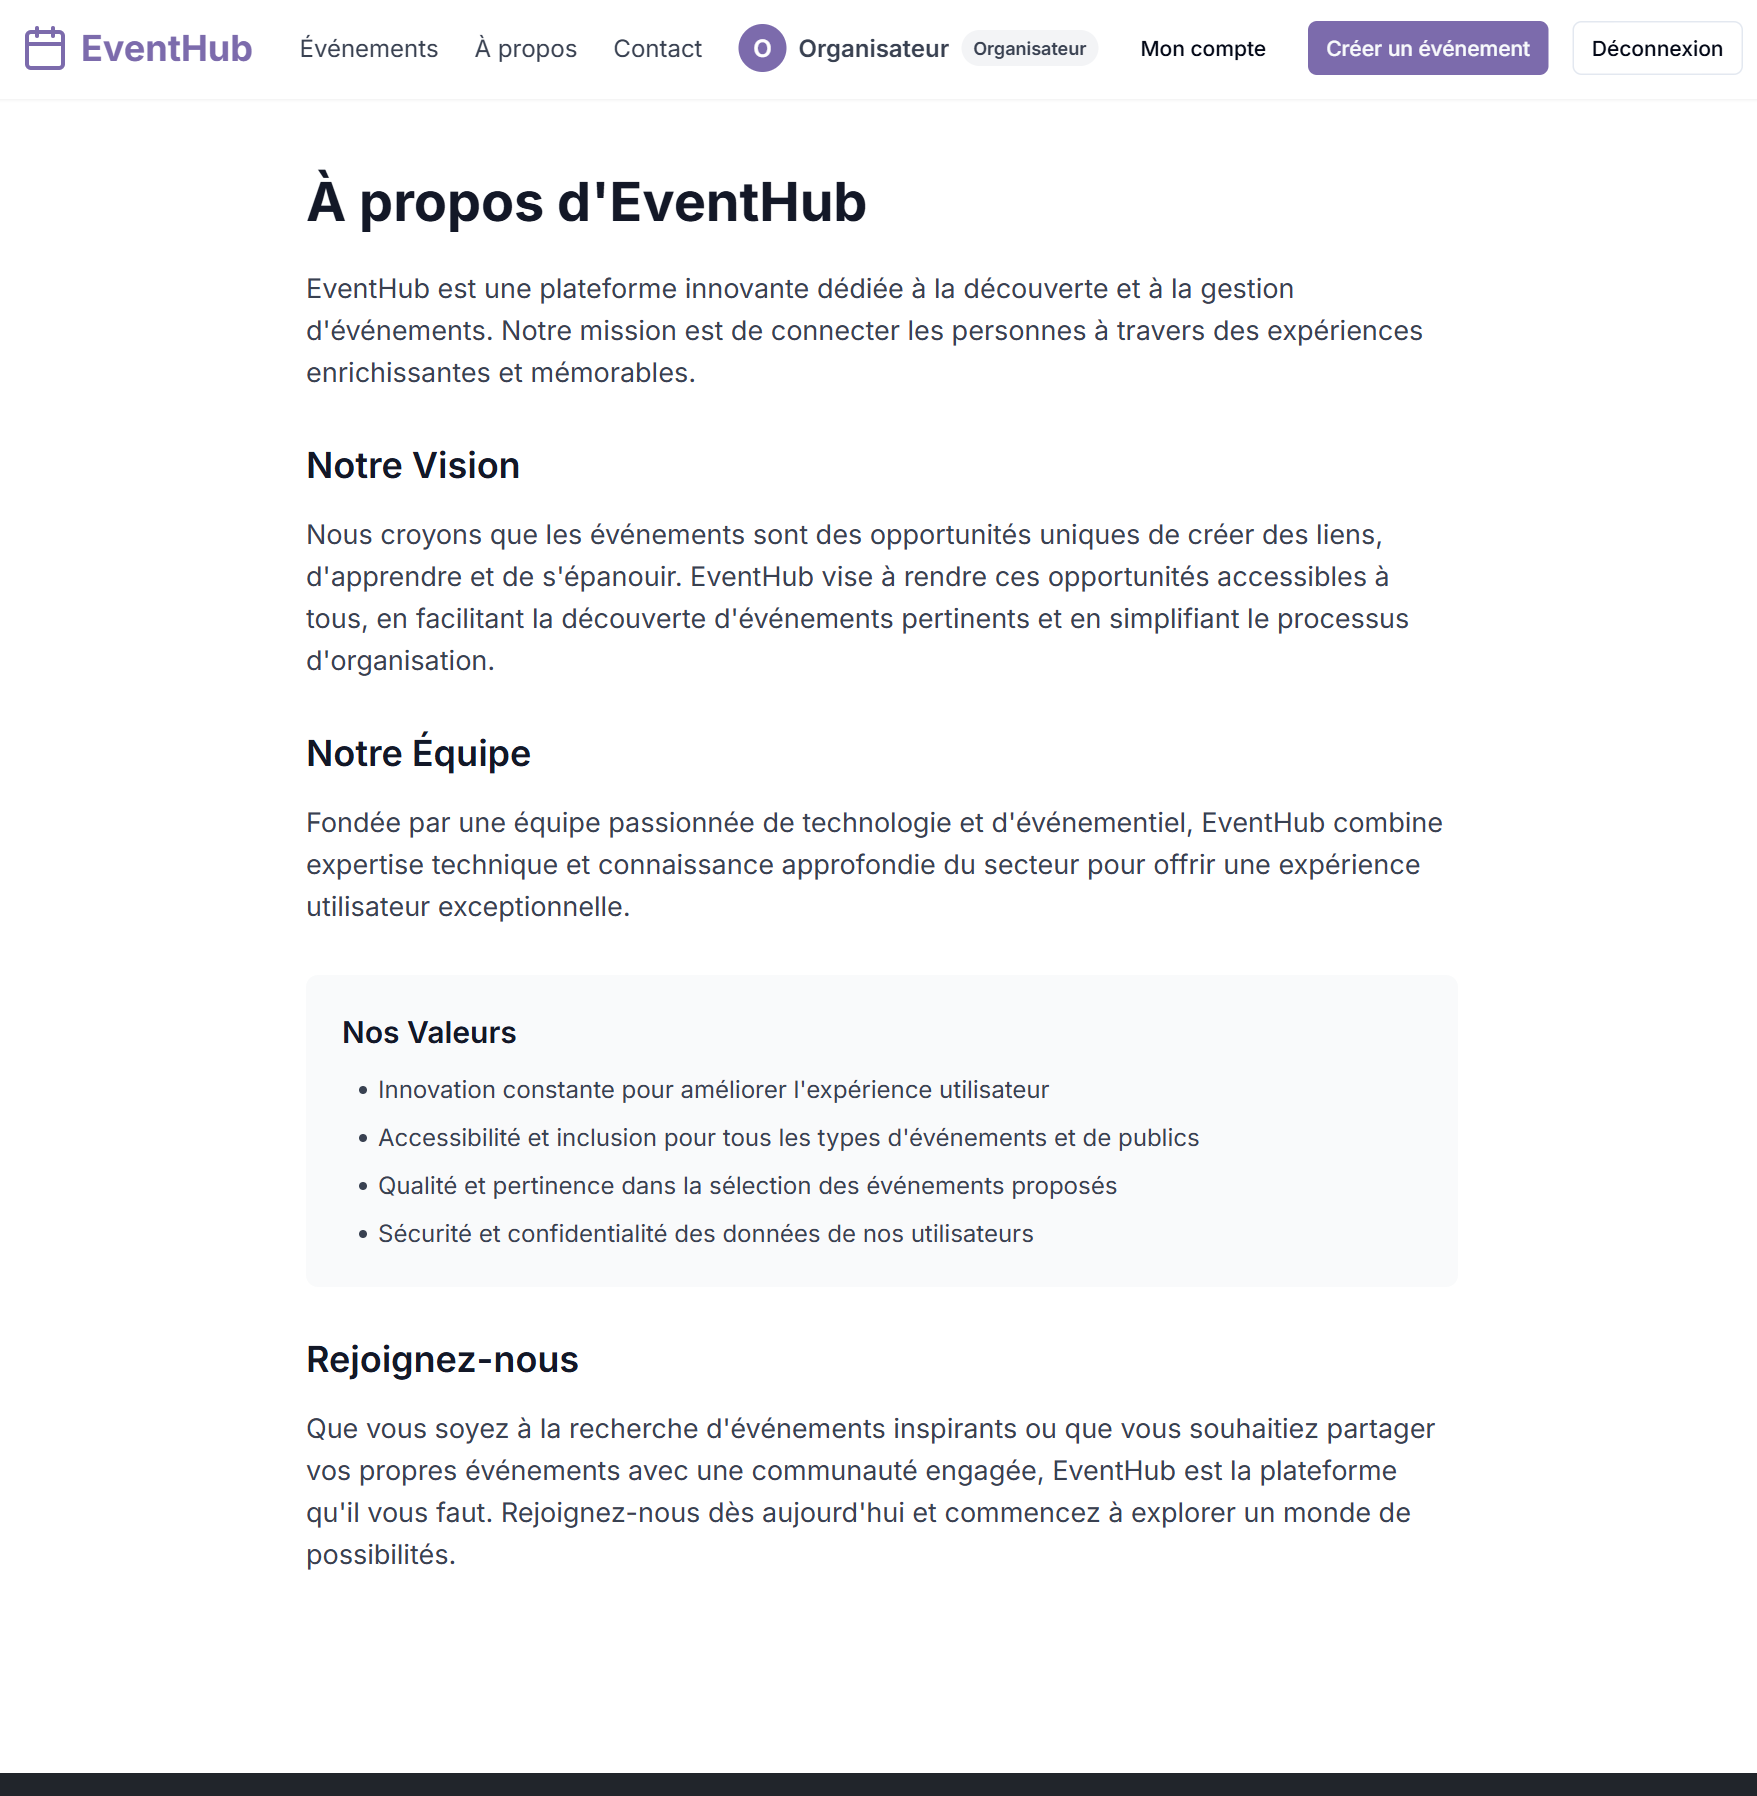 EventHub Événements À propos Contact O Organisateur Organisateur Mon compte Créer un événement Déconnexion
À propos d'EventHub
EventHub est une plateforme innovante dédiée à la découverte et à la gestion
d'événements. Notre mission est de connecter les personnes à travers des expériences
enrichissantes et mémorables.
Notre Vision
Nous croyons que les événements sont des opportunités uniques de créer des liens,
d'apprendre et de s'épanouir. EventHub vise à rendre ces opportunités accessibles à
tous, en facilitant la découverte d'événements pertinents et en simplifiant le processus
d'organisation.
Notre Équipe
Fondée par une équipe passionnée de technologie et d'événementiel, EventHub combine
expertise technique et connaissance approfondie du secteur pour offrir une expérience
utilisateur exceptionnelle.
Nos Valeurs
• Innovation constante pour améliorer l'expérience utilisateur
• Accessibilité et inclusion pour tous les types d'événements et de publics
• Qualité et pertinence dans la sélection des événements proposés
• Sécurité et confidentialité des données de nos utilisateurs
Rejoignez-nous
Que vous soyez à la recherche d'événements inspirants ou que vous souhaitiez partager
vos propres événements avec une communauté engagée, EventHub est la plateforme
qu'il vous faut. Rejoignez-nous dès aujourd'hui et commencez à explorer un monde de
possibilités.